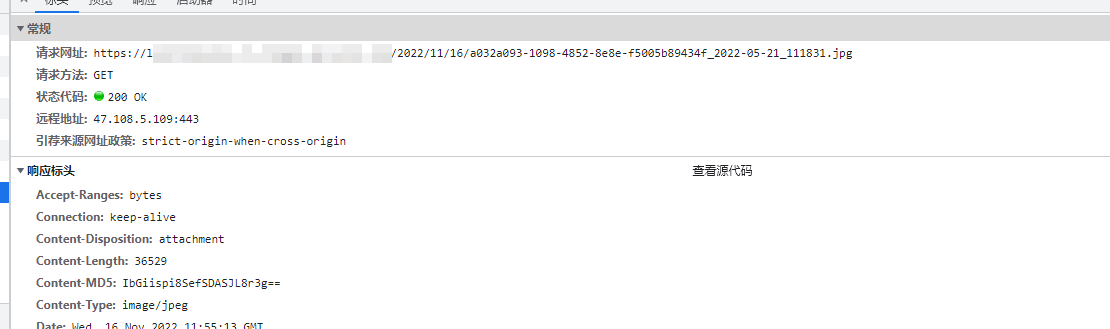 标头 预览 响应 启动器 时间
常规
请求网址: https://l /2022/11/16/a032a093-1098-4852-8e8e-f5005b89434f_2022-05-21_111831.jpg
请求方法: GET
状态代码: 200 OK
远程地址: 47.108.5.109:443
引荐来源网址政策: strict-origin-when-cross-origin
响应标头 查看源代码
Accept-Ranges: bytes
Connection: keep-alive
Content-Disposition: attachment
Content-Length: 36529
Content-MD5: IbGiispi8SefSDASJL8r3g==
Content-Type: image/jpeg
Date: Wed, 16 Nov 2022 11:55:13 GMT